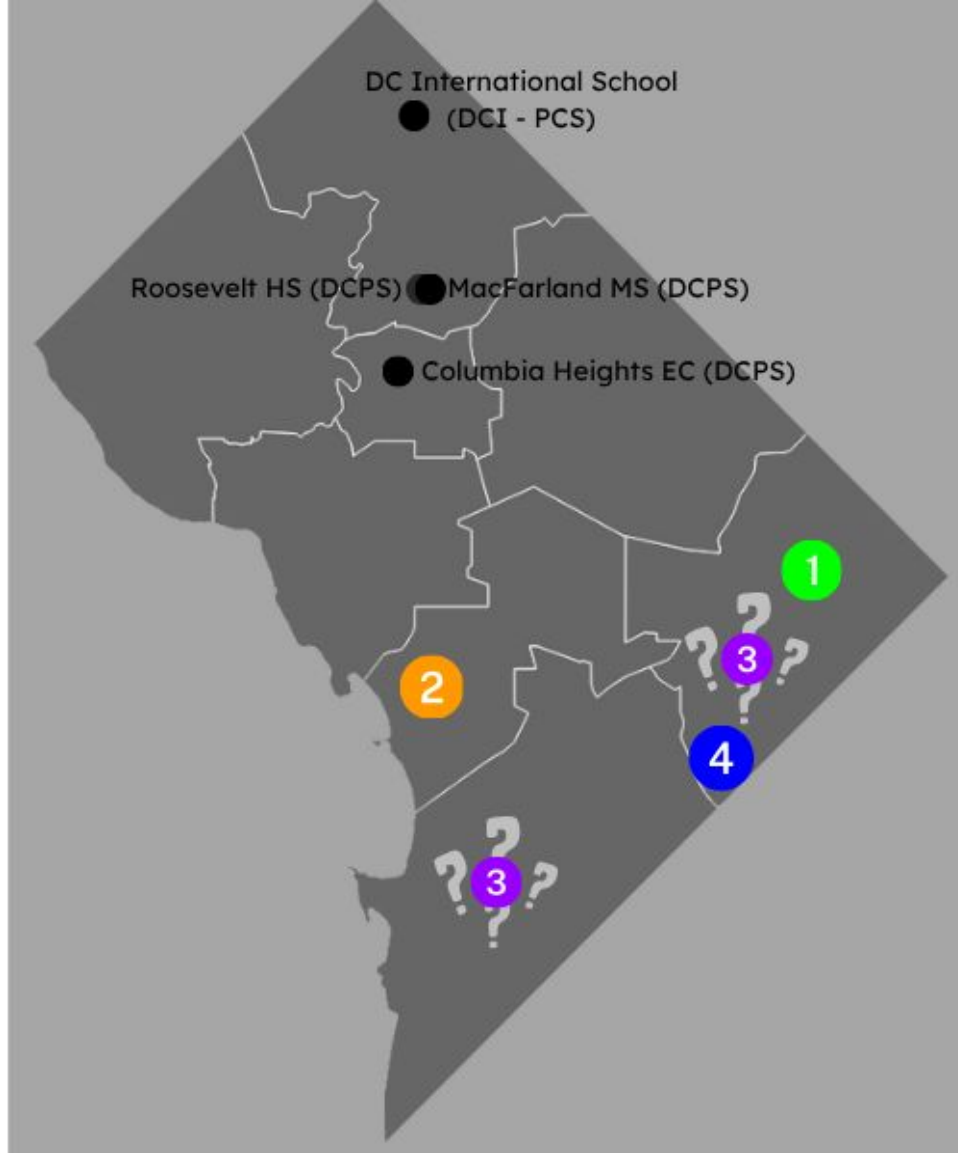 DC International School
(DCI - PCS)
Roosevelt HS (DCPS) MacFarland MS (DCPS)
Columbia Heights EC (DCPS)
1
?
? 3 ?
?
2
4
?
? 3 ?
?